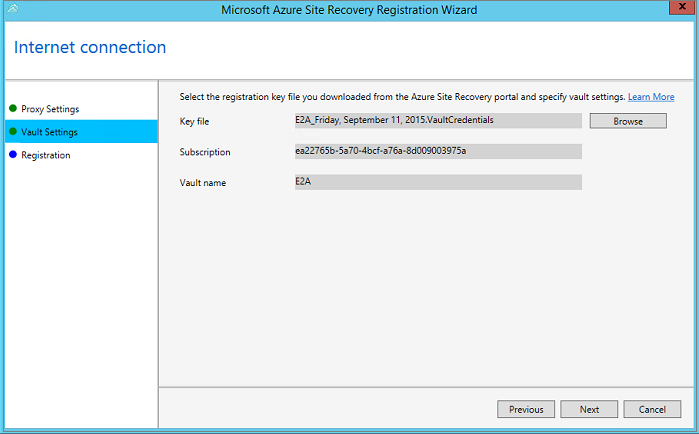 Microsoft Azure Site Recovery Registration Wizard
x
Internet connection
Proxy Settings
Vault Settings
Registration
Select the registration key file you downloaded from the Azure Site Recovery portal and specify vault settings. Learn More
Key file
E2A_Friday, September 11, 2015.VaultCredentials
Browse
Subscription
ea22765b-5a70-4bcf-a76a-8d009003975a
Vault name
E2A
Previous
Next
Cancel